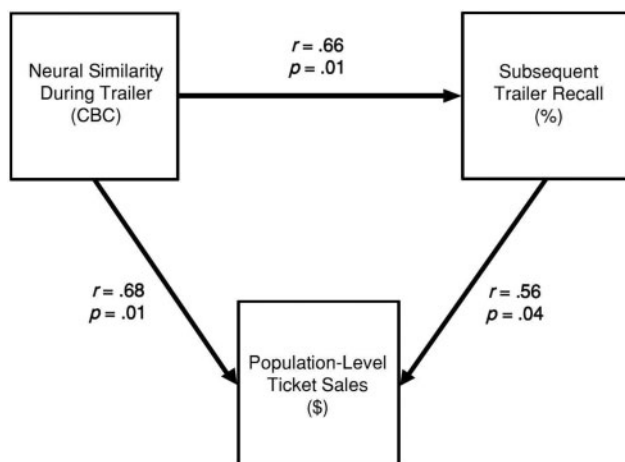 Neural Similarity
During Trailer
(CBC)
r = .66
p = .01
Subsequent
Trailer Recall
(%)
r = .68
p = .01
r = .56
p = .04
Population-Level
Ticket Sales
($)